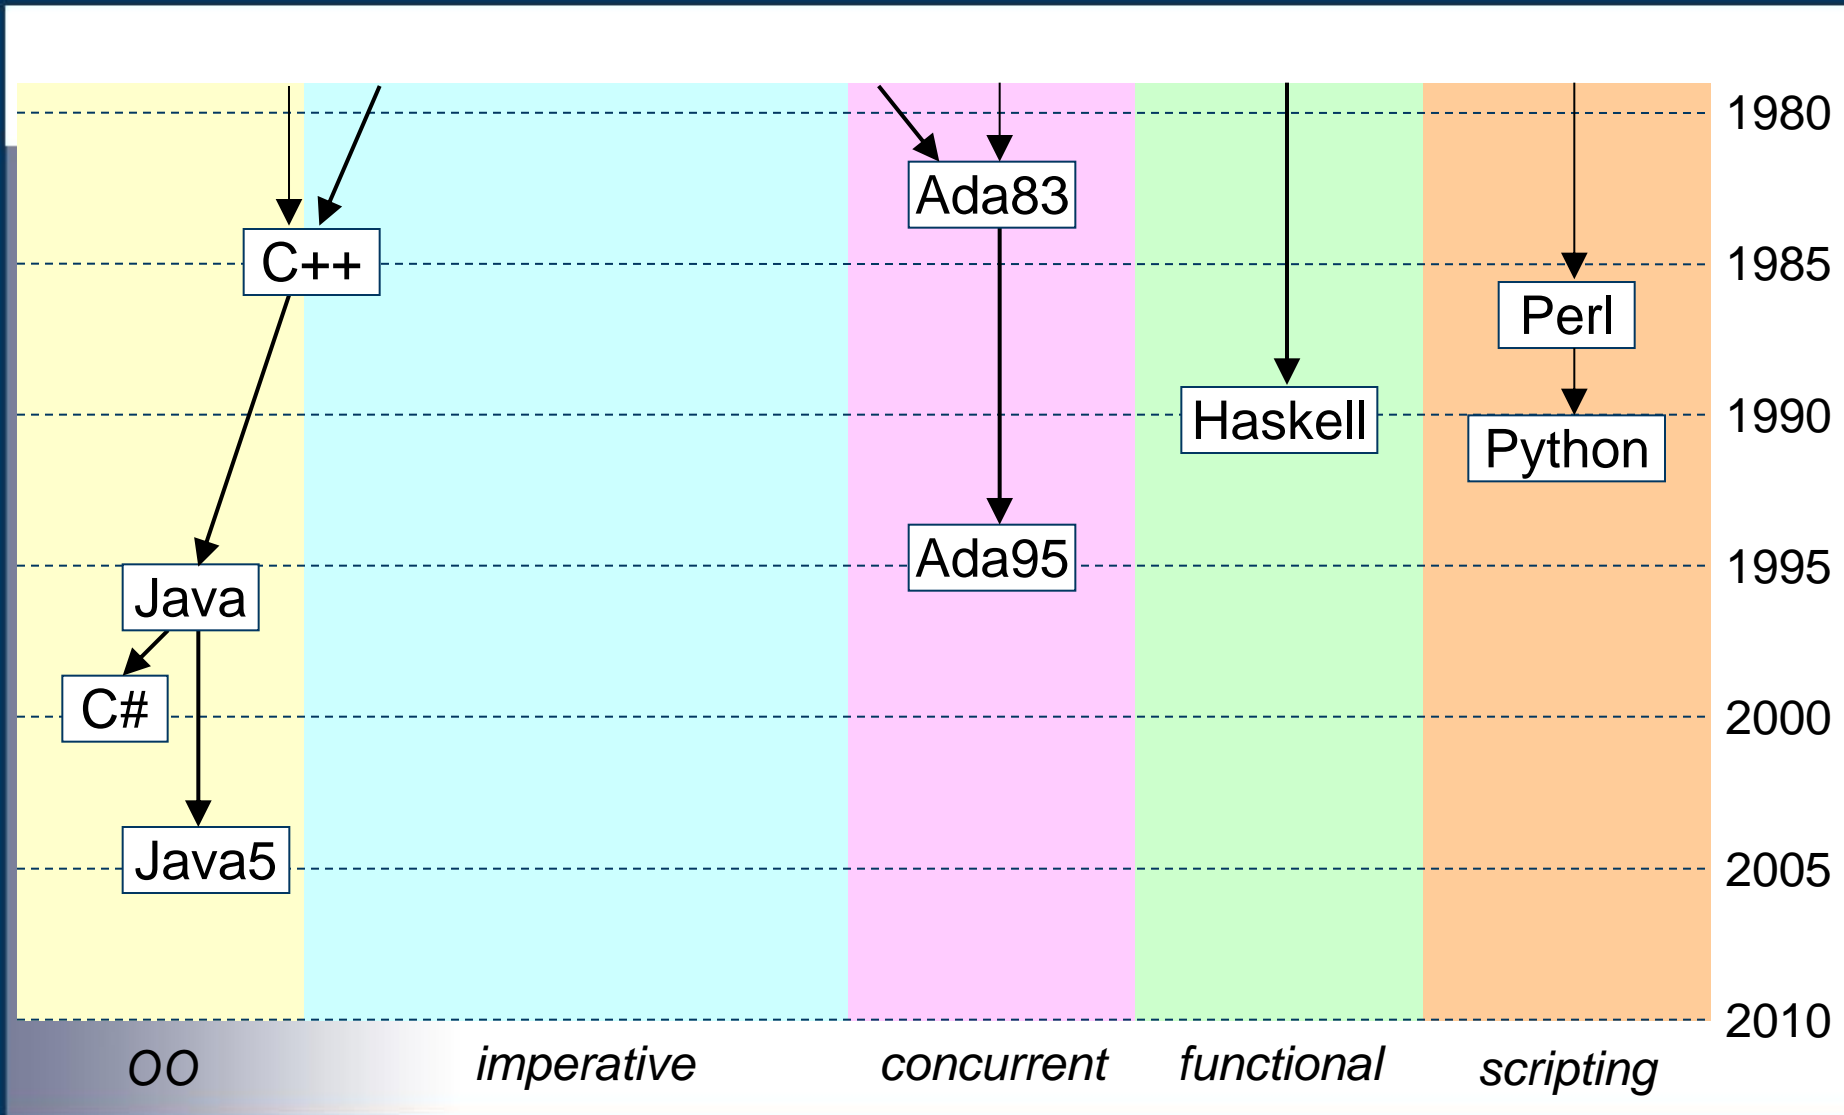 1980
Ada83
C++
1985
Perl
Haskell
1990
Python
Ada95
1995
Java
C#
2000
Java5
2005
2010
OO
imperative
concurrent
functional
scripting